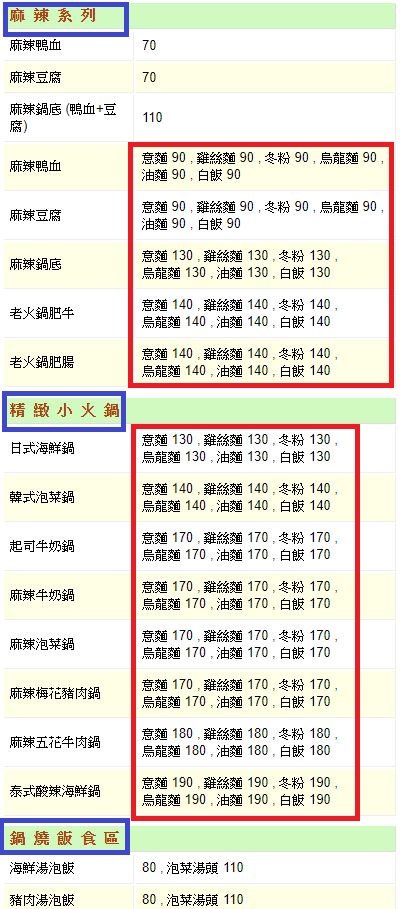 麻辣系列
麻辣鴨血 70
麻辣豆腐 70
麻辣鍋底 (鴨血+豆
腐) 110
麻辣鴨血 意麵 90 , 雞絲麵 90 , 冬粉 90 , 烏龍麵 90 ,
油麵 90 , 白飯 90
麻辣豆腐 意麵 90 , 雞絲麵 90 , 冬粉 90 , 烏龍麵 90 ,
油麵 90 , 白飯 90
麻辣鍋底 意麵 130 , 雞絲麵 130 , 冬粉 130 ,
烏龍麵 130 , 油麵 130 , 白飯 130
老火鍋肥牛 意麵 140 , 雞絲麵 140 , 冬粉 140 ,
烏龍麵 140 , 油麵 140 , 白飯 140
老火鍋肥腸 意麵 140 , 雞絲麵 140 , 冬粉 140 ,
烏龍麵 140 , 油麵 140 , 白飯 140
精緻小火鍋
日式海鮮鍋 意麵 130 , 雞絲麵 130 , 冬粉 130 ,
烏龍麵 130 , 油麵 130 , 白飯 130
韓式泡菜鍋 意麵 140 , 雞絲麵 140 , 冬粉 140 ,
烏龍麵 140 , 油麵 140 , 白飯 140
起司牛奶鍋 意麵 170 , 雞絲麵 170 , 冬粉 170 ,
烏龍麵 170 , 油麵 170 , 白飯 170
麻辣牛奶鍋 意麵 170 , 雞絲麵 170 , 冬粉 170 ,
烏龍麵 170 , 油麵 170 , 白飯 170
麻辣泡菜鍋 意麵 170 , 雞絲麵 170 , 冬粉 170 ,
烏龍麵 170 , 油麵 170 , 白飯 170
麻辣梅花豬肉鍋 意麵 170 , 雞絲麵 170 , 冬粉 170 ,
烏龍麵 170 , 油麵 170 , 白飯 170
麻辣五花牛肉鍋 意麵 180 , 雞絲麵 180 , 冬粉 180 ,
烏龍麵 180 , 油麵 180 , 白飯 180
泰式酸辣海鮮鍋 意麵 190 , 雞絲麵 190 , 冬粉 190 ,
烏龍麵 190 , 油麵 190 , 白飯 190
鍋燒飯食區
海鮮湯泡飯 80 , 泡菜湯頭 110
豬肉湯泡飯 80 , 泡菜湯頭 110